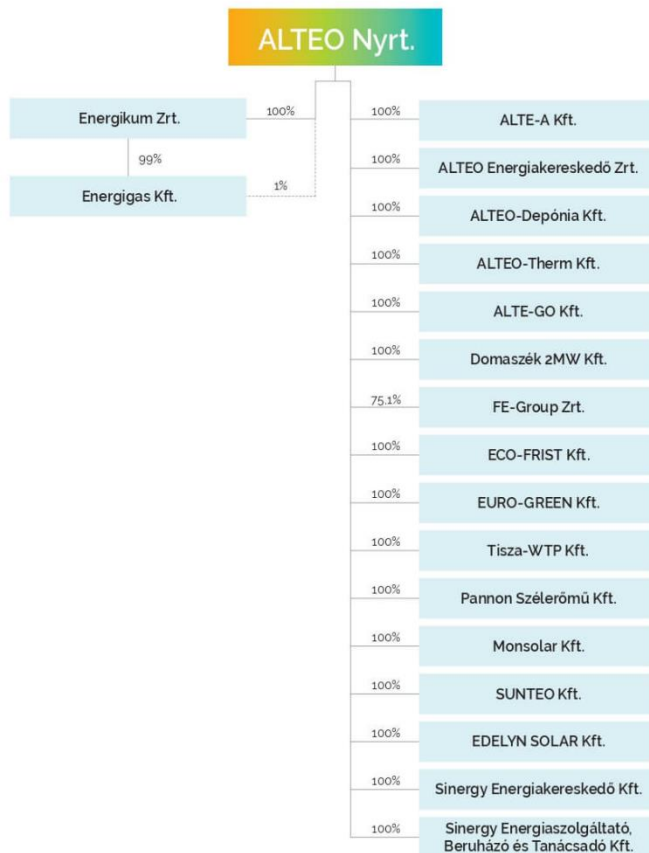 ALTEO Nyrt.
Energikum Zrt.
100%
99%
Energigas Kft.
1%
100%
ALTE-A Kft.
100%
ALTEO Energiakereskedő Zrt.
100%
ALTEO-Depónia Kft.
100%
ALTEO-Therm Kft.
100%
ALTE-GO Kft.
100%
Domaszék 2MW Kft.
75.1%
FE-Group Zrt.
100%
ECO-FRIST Kft.
100%
EURO-GREEN Kft.
100%
Tisza-WTP Kft.
100%
Pannon Szélerőmű Kft.
100%
Monsolar Kft.
100%
SUNTEO Kft.
100%
EDELYN SOLAR Kft.
100%
Sinergy Energiakereskedő Kft.
100%
Sinergy Energiaszolgáltató,
Beruházó és Tanácsadó Kft.